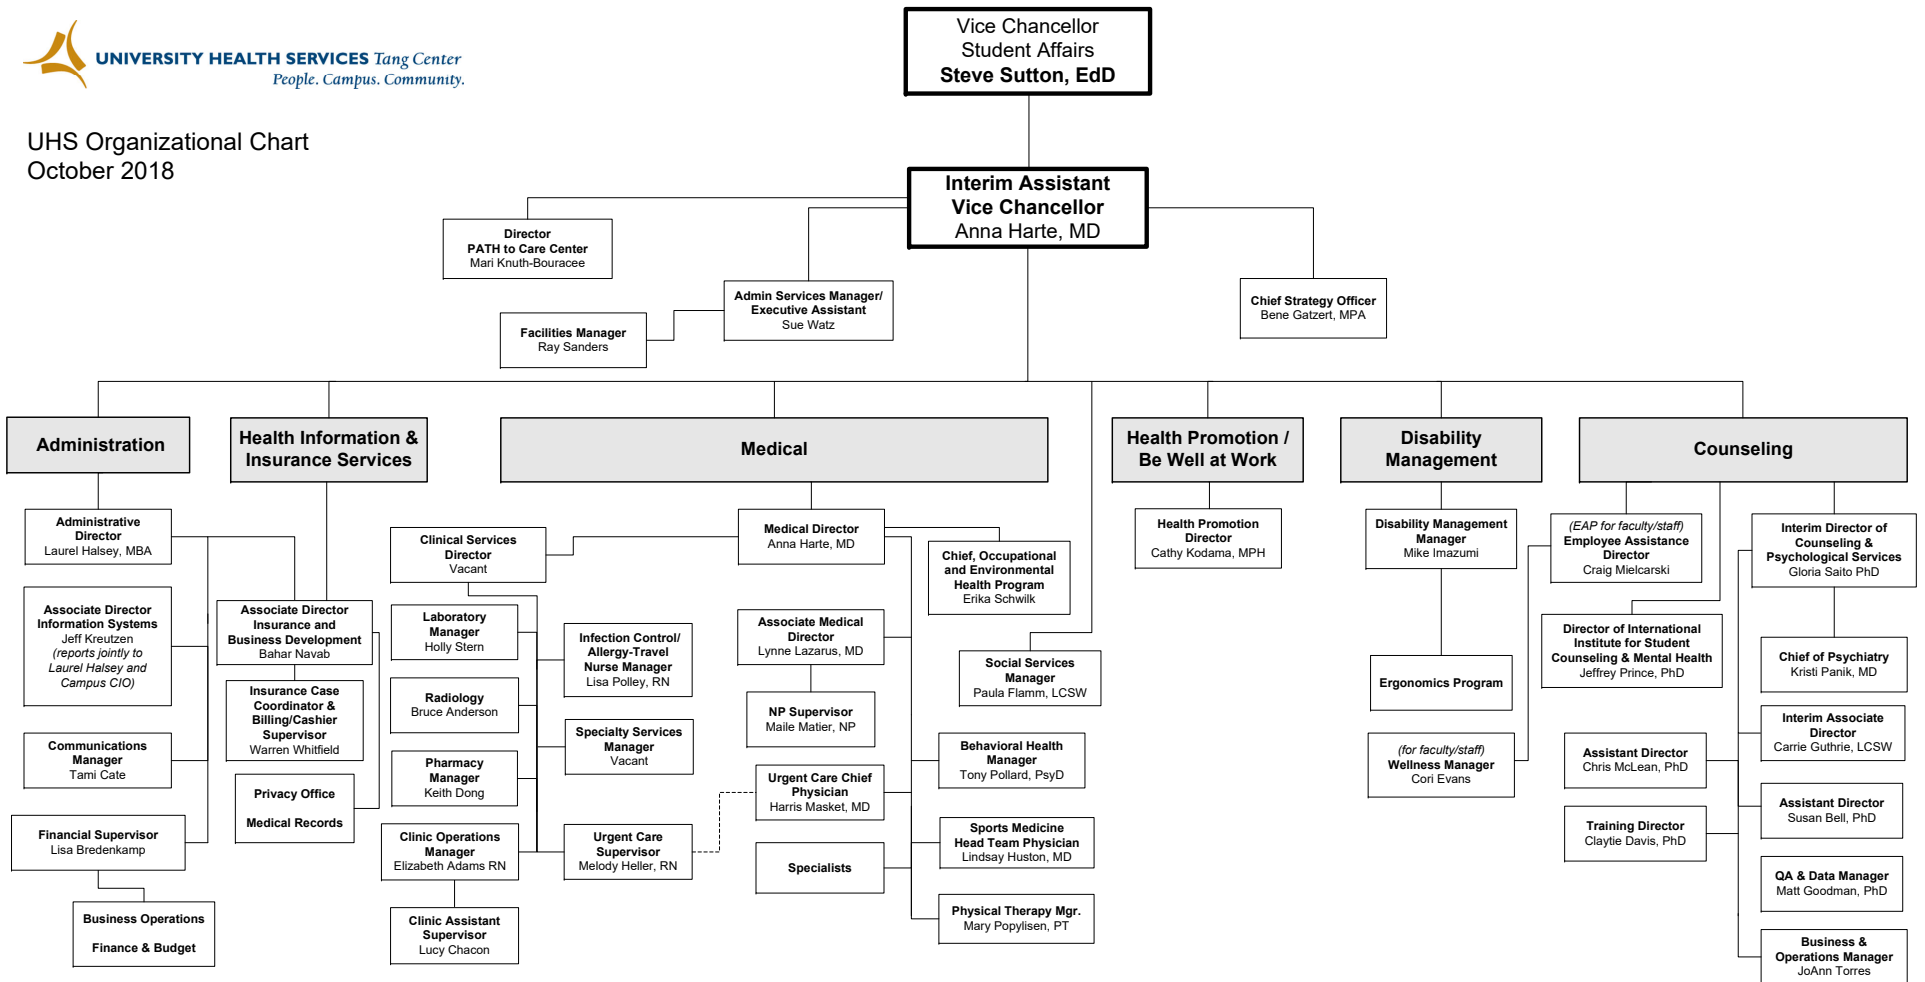 UNIVERSITY HEALTH SERVICES Tang Center
People. Campus. Community.
UHS Organizational Chart
October 2018
Vice Chancellor
Student Affairs
Steve Sutton, EdD
Interim Assistant
Vice Chancellor
Anna Harte, MD
Director
PATH to Care Center
Mari Knuth-Bouracee
Admin Services Manager/
Executive Assistant
Sue Watz
Facilities Manager
Ray Sanders
Chief Strategy Officer
Bene Gatzert, MPA
Administration
Health Information &
Insurance Services
Medical
Health Promotion /
Be Well at Work
Disability
Management
Counseling
Administrative
Director
Laurel Halsey, MBA
Associate Director
Information Systems
Jeff Kreutzen
(reports jointly to
Laurel Halsey and
Campus CIO)
Communications
Manager
Tami Cate
Financial Supervisor
Lisa Bredenkamp
Business Operations
Finance & Budget
Associate Director
Insurance and
Business Development
Bahar Navab
Insurance Case
Coordinator &
Billing/Cashier
Supervisor
Warren Whitfield
Privacy Office
Medical Records
Clinical Services
Director
Vacant
Laboratory
Manager
Holly Stern
Radiology
Bruce Anderson
Pharmacy
Manager
Keith Dong
Clinic Operations
Manager
Elizabeth Adams RN
Clinic Assistant
Supervisor
Lucy Chacon
Infection Control/
Allergy-Travel
Nurse Manager
Lisa Polley, RN
Specialty Services
Manager
Vacant
Urgent Care
Supervisor
Melody Heller, RN
Medical Director
Anna Harte, MD
Associate Medical
Director
Lynne Lazarus, MD
NP Supervisor
Maile Matier, NP
Urgent Care Chief
Physician
Harris Masket, MD
Specialists
Chief, Occupational
and Environmental
Health Program
Erika Schwilk
Social Services
Manager
Paula Flamm, LCSW
Behavioral Health
Manager
Tony Pollard, PsyD
Sports Medicine
Head Team Physician
Lindsay Huston, MD
Physical Therapy Mgr.
Mary Popylisen, PT
Health Promotion
Director
Cathy Kodama, MPH
Disability Management
Manager
Mike Imazumi
Ergonomics Program
(for faculty/staff)
Wellness Manager
Cori Evans
(EAP for faculty/staff)
Employee Assistance
Director
Craig Mielcarski
Director of International
Institute for Student
Counseling & Mental Health
Jeffrey Prince, PhD
Assistant Director
Chris McLean, PhD
Training Director
Claytie Davis, PhD
Interim Director of
Counseling &
Psychological Services
Gloria Saito PhD
Chief of Psychiatry
Kristi Panik, MD
Interim Associate
Director
Carrie Guthrie, LCSW
Assistant Director
Susan Bell, PhD
QA & Data Manager
Matt Goodman, PhD
Business &
Operations Manager
JoAnn Torres